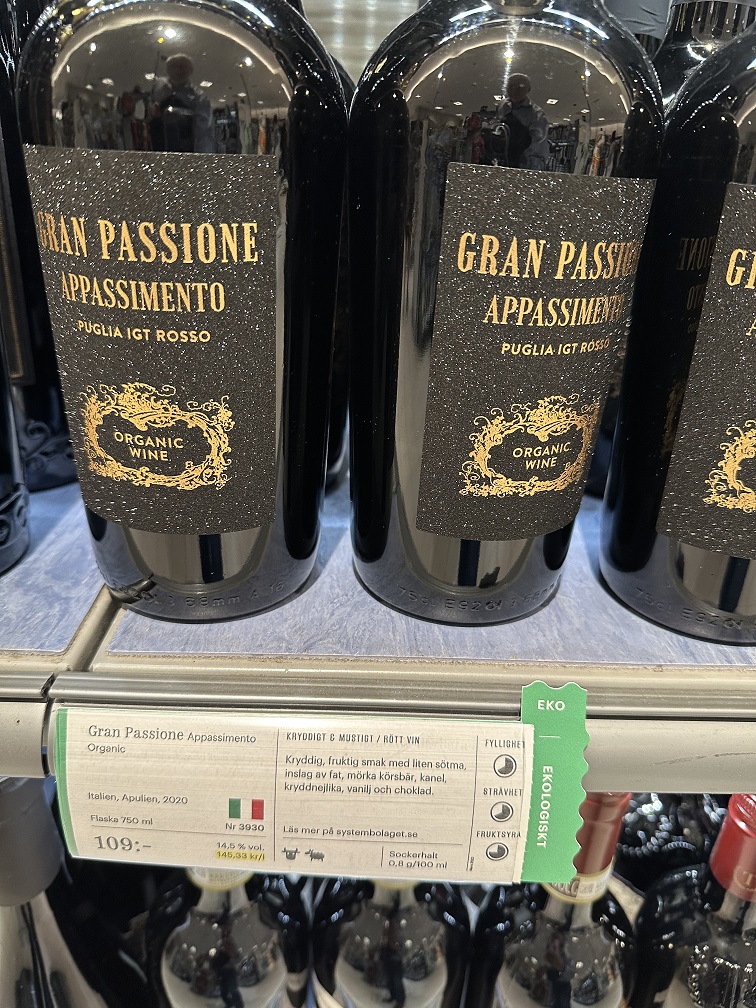 GRAN PASSIONE
APPASSIMENTO
PUGLIA IGT ROSSO
ORGANIC
WINE
GRAN PASSIONE
APPASSIMENTO
PUGLIA IGT ROSSO
ORGANIC
WINE
Gran Passione Appassimento
Organic
Italien, Apulien, 2020
Flaska 750 ml
Nr 3930
109:-
14,5 % vol.
145,33 kr/l
KRYDDIGT & MUSTIGT / RÖTT VIN
Kryddig, fruktig smak med liten sötma,
inslag av fat, mörka körsbär, kanel,
kryddnejlika, vanilj och choklad.
Läs mer på systembolaget.se
Sockerhalt
0,8 g/100 ml
FYLLIGHET
STRÄVHET
FRUKTSYRA
EKO
EKOLOGISKT